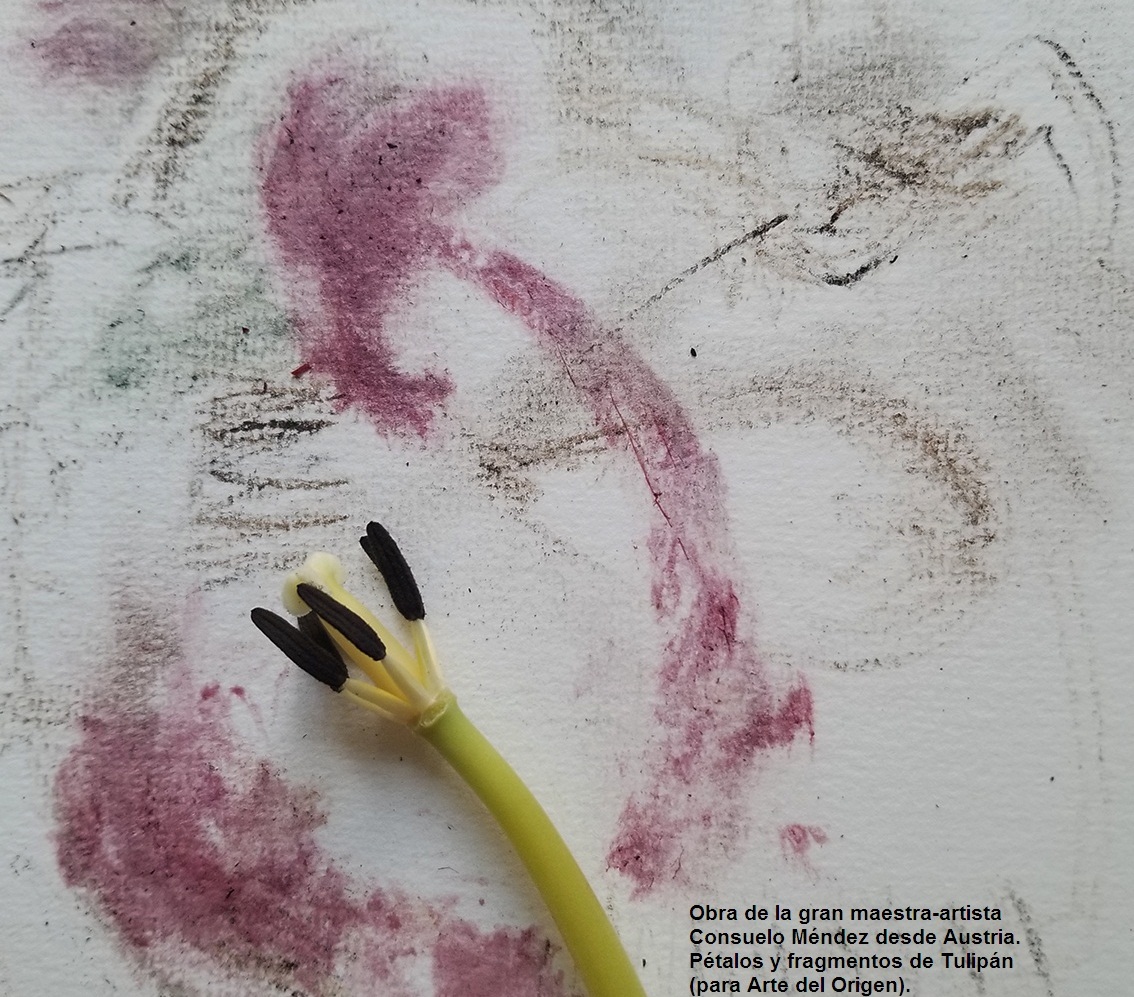 Obra de la gran maestra-artista
Consuelo Méndez desde Austria.
Pétalos y fragmentos de Tulipán
(para Arte del Origen).